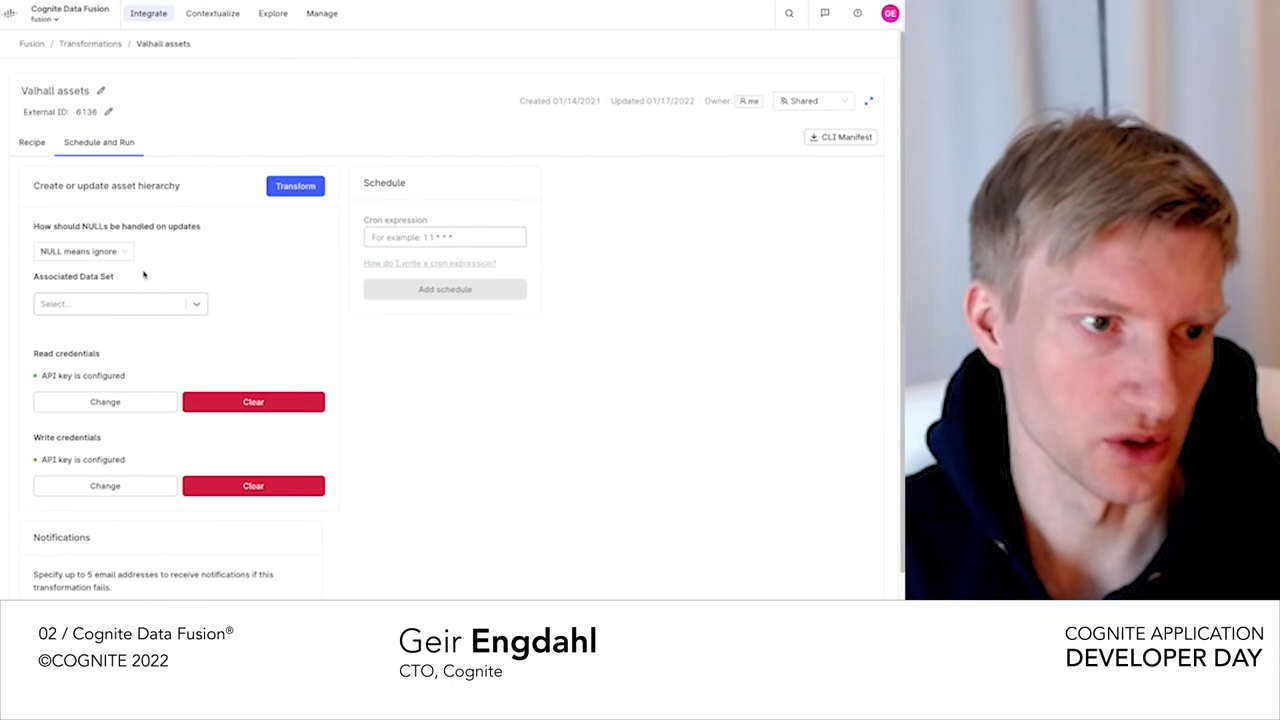 Cognite Data Fusion
fusion
Integrate
Contextualize
Explore
Manage
GE
Fusion / Transformations / Valhall assets
Valhall assets
External ID: 6136
Created 01/14/2021
Updated 01/17/2022
Owner: me
Shared
Recipe
Schedule and Run
CLI Manifest
Create or update asset hierarchy
Transform
How should NULLs be handled on updates
NULL means ignore
Associated Data Set
Select...
Read credentials
API key is configured
Change
Clear
Write credentials
API key is configured
Change
Clear
Notifications
Specify up to 5 email addresses to receive notifications if this
transformation fails.
Schedule
Cron expression
For example: 1 1 * * *
How do I write a cron expression?
Add schedule
02 / Cognite Data Fusion®
©COGNITE 2022
Geir Engdahl
CTO, Cognite
COGNITE APPLICATION
DEVELOPER DAY